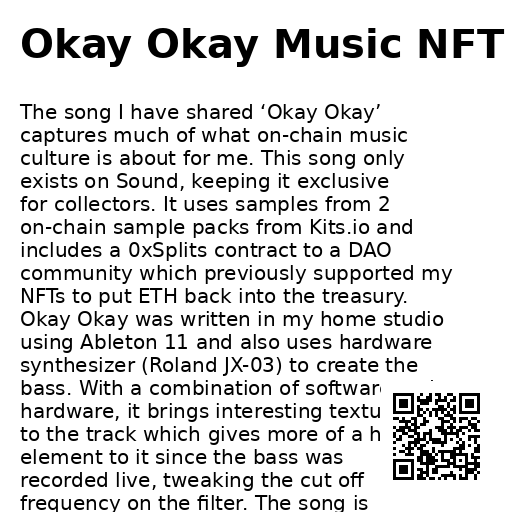 Okay Okay Music NFT
The song I have shared ‘Okay Okay’
captures much of what on-chain music
culture is about for me. This song only
exists on Sound, keeping it exclusive
for collectors. It uses samples from 2
on-chain sample packs from Kits.io and
includes a 0xSplits contract to a DAO
community which previously supported my
NFTs to put ETH back into the treasury.
Okay Okay was written in my home studio
using Ableton 11 and also uses hardware
synthesizer (Roland JX-03) to create the
bass. With a combination of software
hardware, it brings interesting
to the track which gives more of a
element to it since the bass was
recorded live, tweaking the cut off
frequency on the filter. The song is